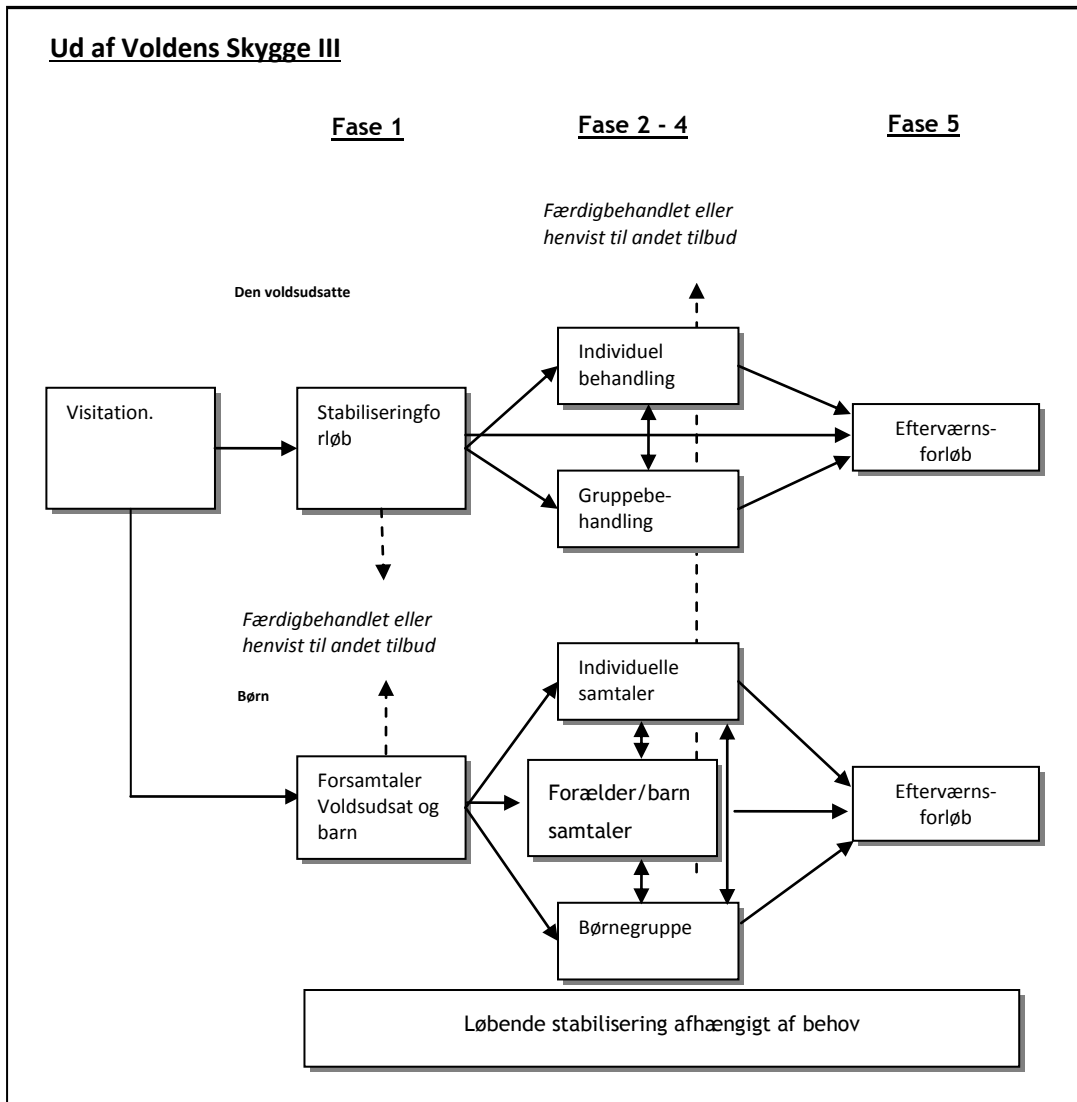 Ud af Voldens Skygge III
Fase 1
Fase 2 - 4
Fase 5
Færdigbehandlet eller
henvist til andet tilbud
Den voldsudsatte
Visitation.
Stabiliseringfo
rløb
Individuel
behandling
Gruppebe-
handling
Efterværns-
forløb
Færdigbehandlet eller
henvist til andet tilbud
Børn
Forsamtaler
Voldsudsat og
barn
Individuelle
samtaler
Forælder/barn
samtaler
Børnegruppe
Efterværns-
forløb
Løbende stabilisering afhængigt af behov